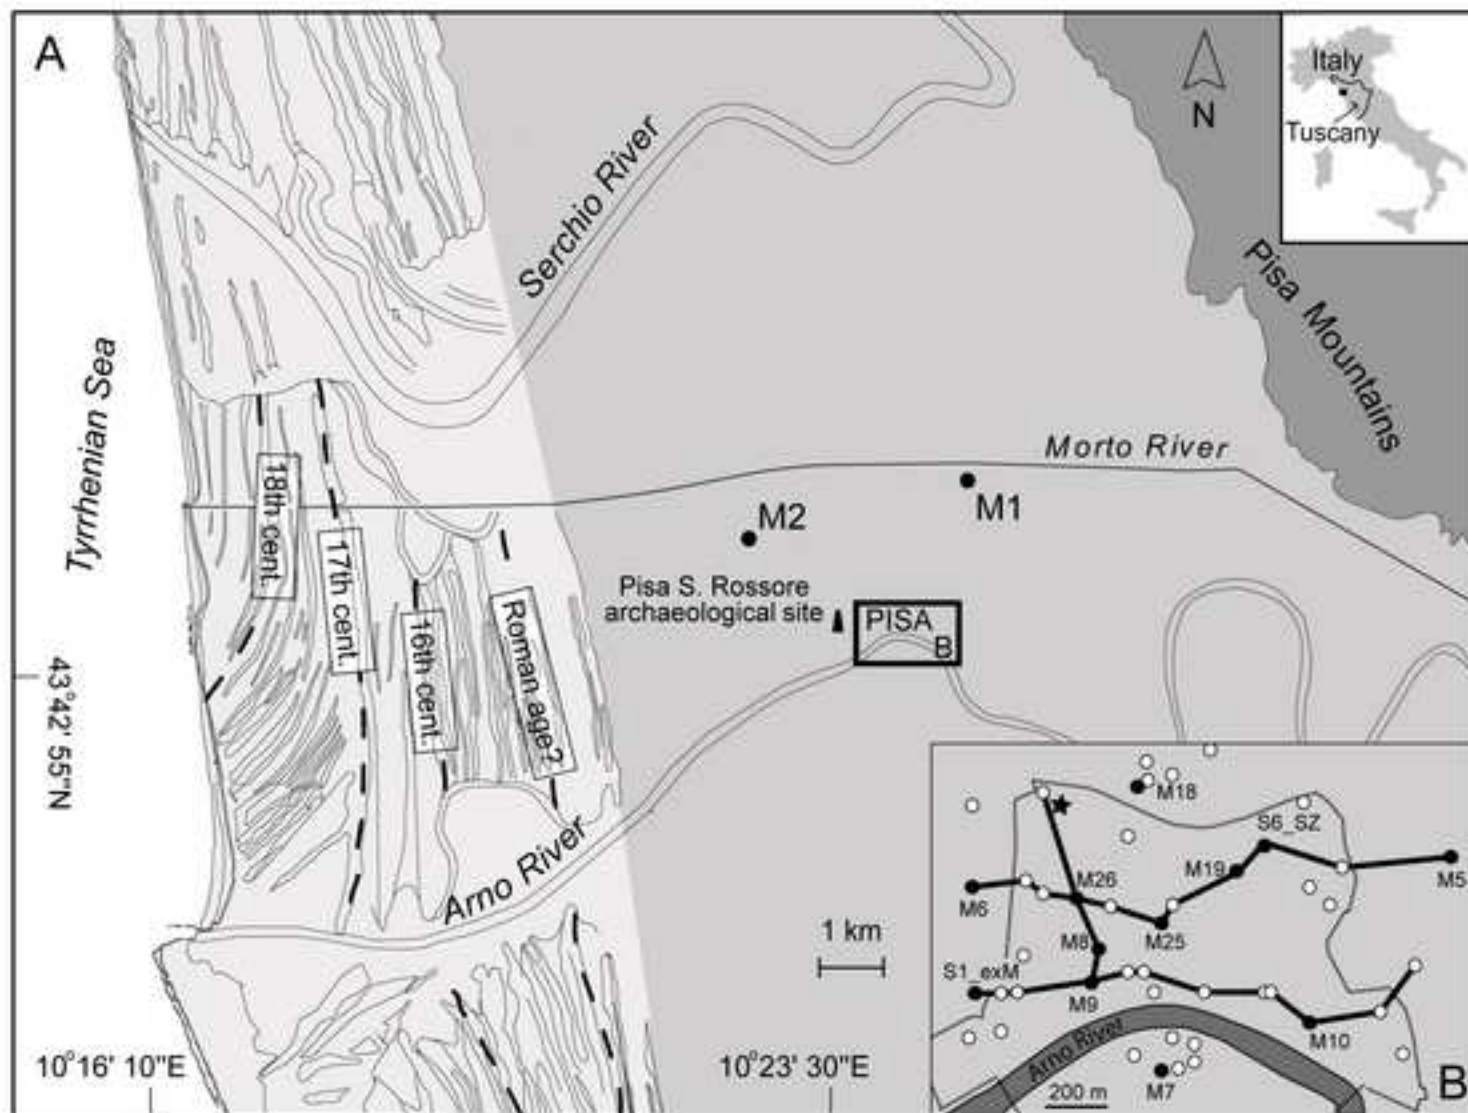 A
N
Italy
Tuscany
Serchio River
Pisa Mountains
Tyrrhenian Sea
Morto River
M1
M2
18th cent.
17th cent.
16th cent.
Roman age?
Pisa S. Rossore
archaeological site
PISA
B
43°42' 55"N
Arno River
1 km
10°16' 10"E
10°23' 30"E
M18
S6_SZ
M19
M5
M26
M6
M25
M8
S1_exM
M9
M10
Arno River
M7
200 m
B